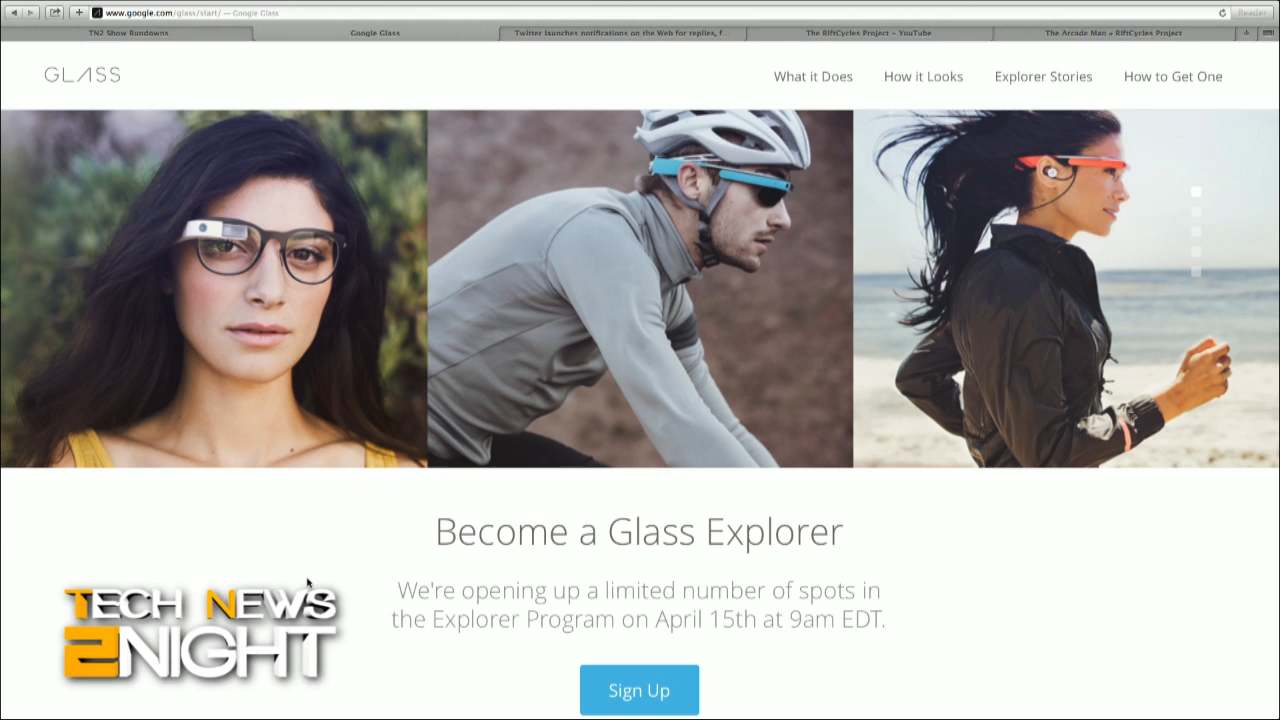 www.google.com/glass/start/ — Google Glass
Reader
TN2 Show Rundowns
Google Glass
Twitter launches notifications on the Web for replies, f...
The RiftCycles Project – YouTube
The Arcade Man » RiftCycles Project
GLASS
What it Does
How it Looks
Explorer Stories
How to Get One
Become a Glass Explorer
We're opening up a limited number of spots in
the Explorer Program on April 15th at 9am EDT.
Sign Up
TECH NEWS
2NIGHT